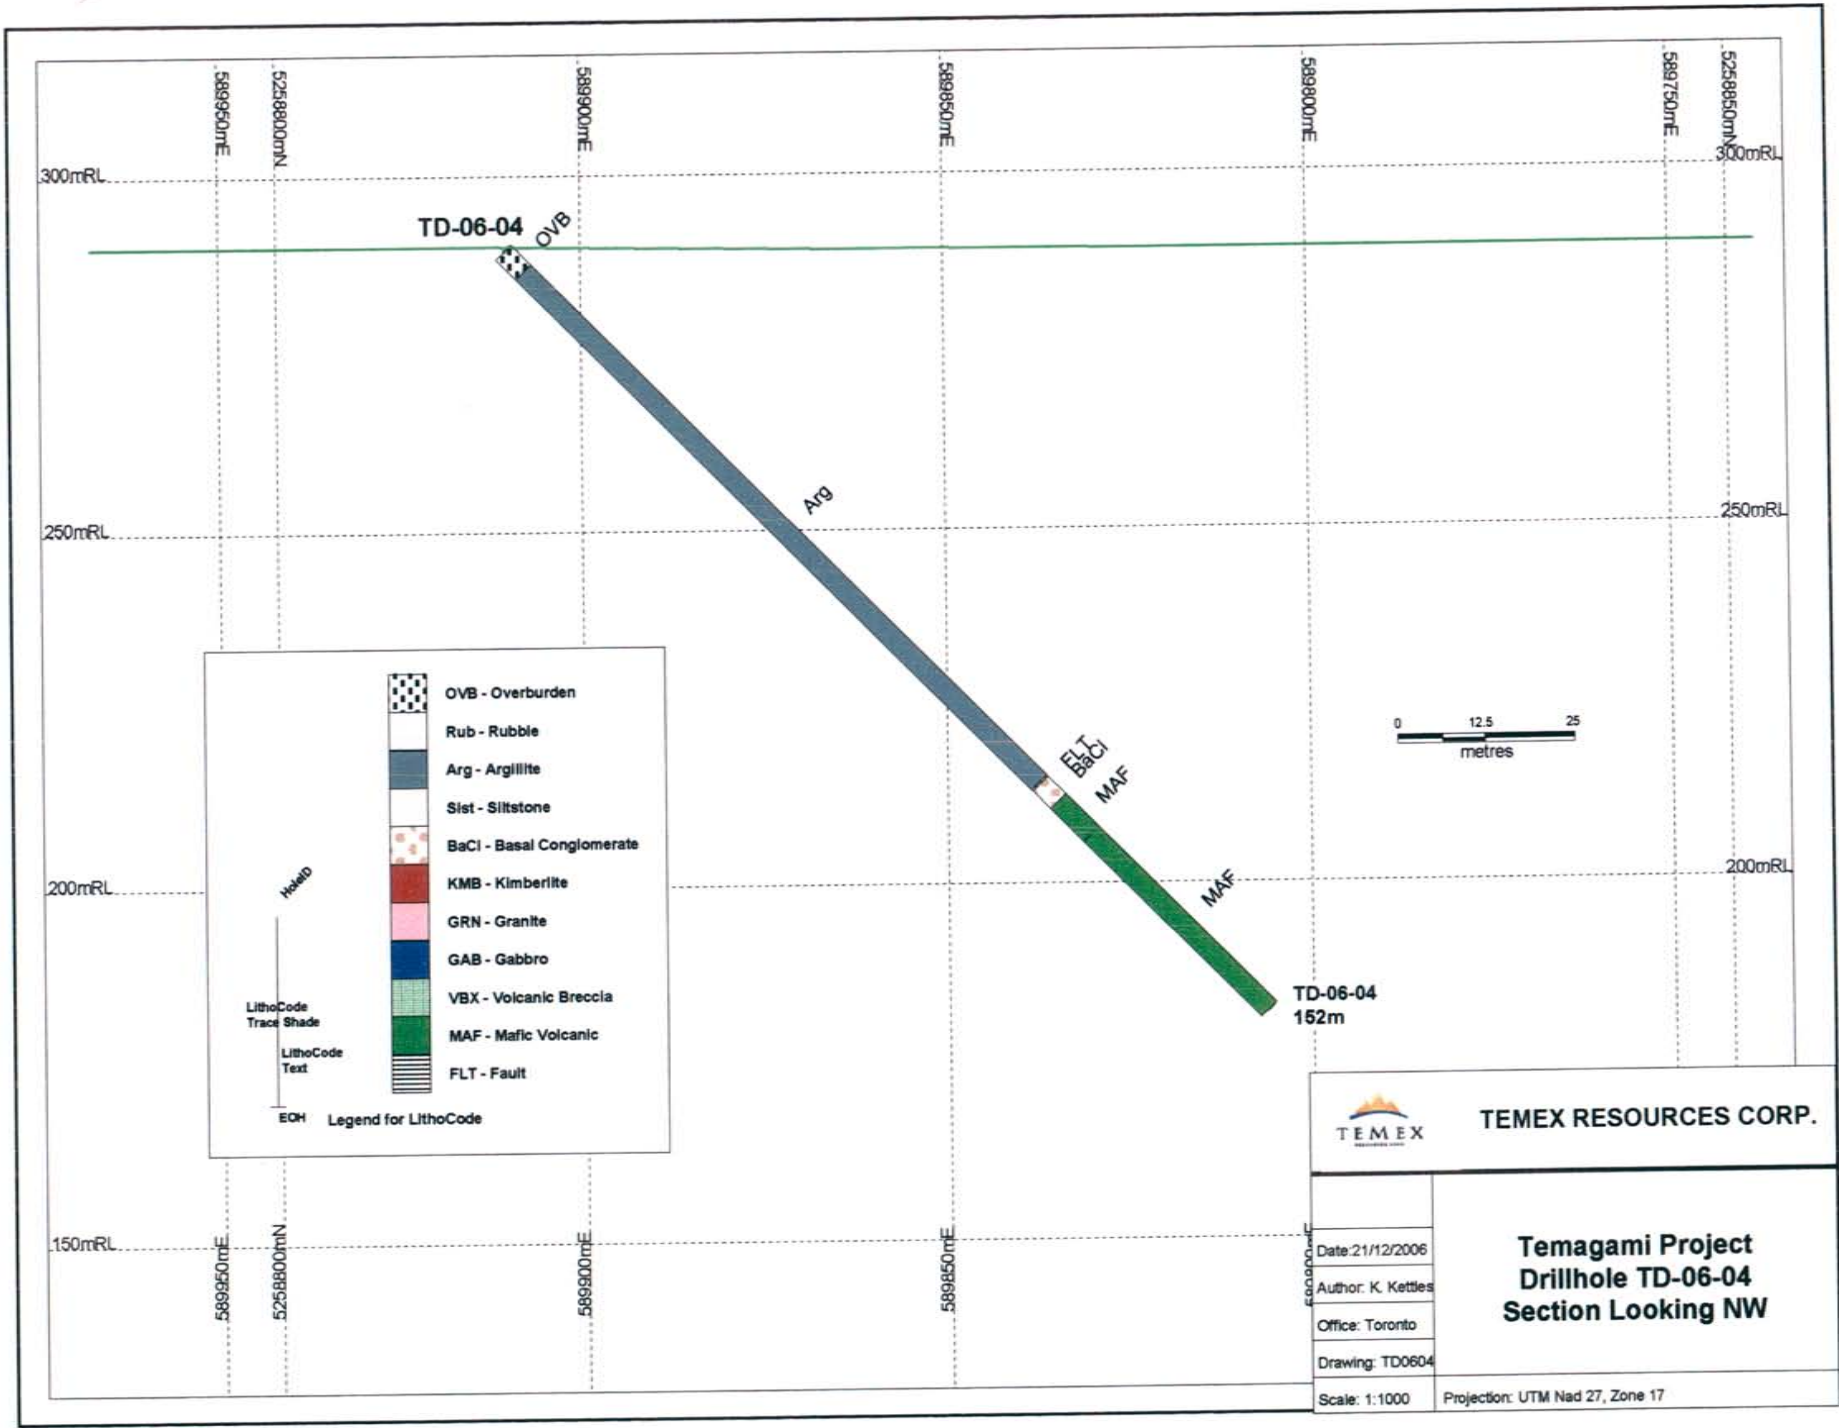 589950mE
5258800mN
589900mE
589850mE
589800mE
589750mE
5258850mN
300mRL
300mRL
TD-06-04
OVB
Arg
250mRL
250mRL
FLT
BaCl
MAF
0 12.5 25
metres
200mRL
200mRL
MAF
TD-06-04
152m
OVB - Overburden
Rub - Rubble
Arg - Argillite
Slst - Siltstone
BaCl - Basal Conglomerate
KMB - Kimberlite
GRN - Granite
GAB - Gabbro
VBX - Volcanic Breccia
MAF - Mafic Volcanic
FLT - Fault
HoleID
LithoCode
Trace Shade
LithoCode
Text
EOH
Legend for LithoCode
150mRL
589950mE
5258800mN
589900mE
589850mE
TEMEX
TEMEX RESOURCES CORP.
Date:21/12/2006
Author: K. Kettles
Office: Toronto
Drawing: TD0604
Scale: 1:1000
Temagami Project
Drillhole TD-06-04
Section Looking NW
Projection: UTM Nad 27, Zone 17